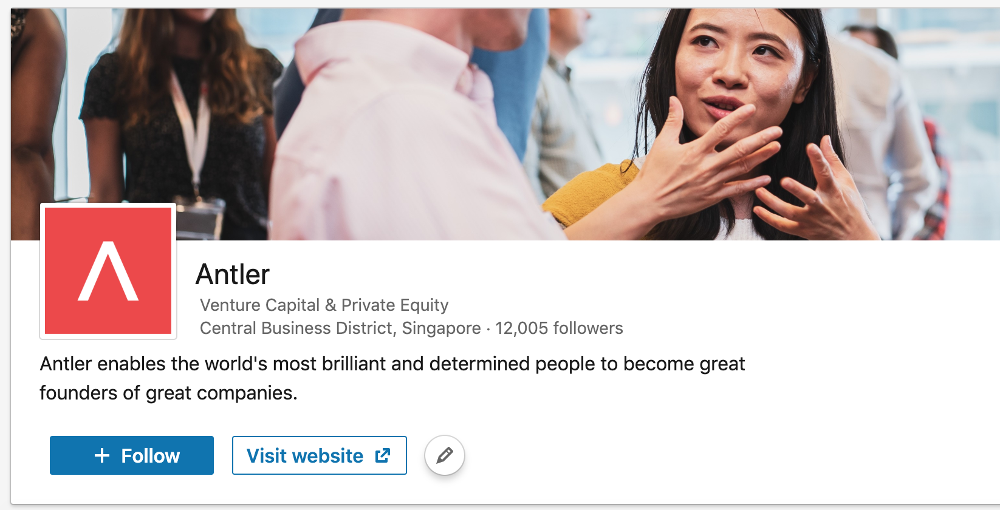 Antler
Venture Capital & Private Equity
Central Business District, Singapore · 12,005 followers
Antler enables the world's most brilliant and determined people to become great
founders of great companies.
+ Follow
Visit website